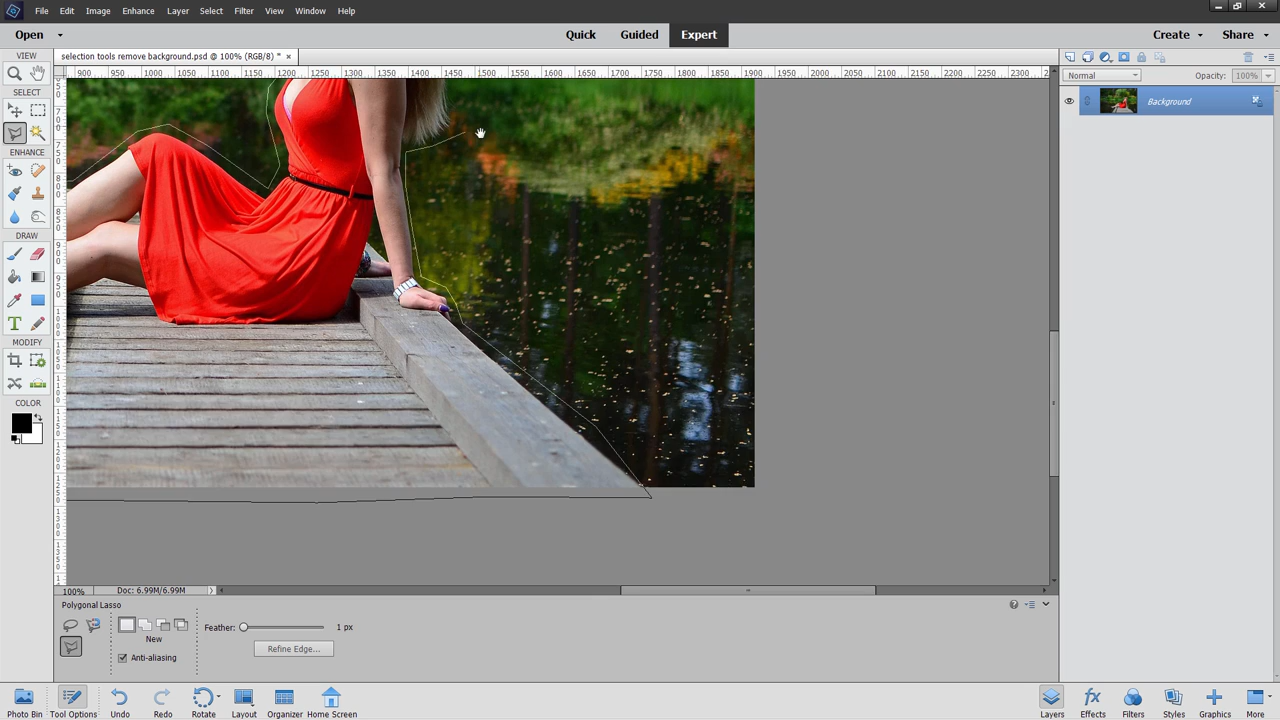 File Edit Image Enhance Layer Select Filter View Window Help
Open Quick Guided Expert Create Share
VIEW
selection tools remove background.psd @ 100% (RGB/8) *
900 950 1000 1050 1100 1150 1200 1250 1300 1350 1400 1450 1500 1550 1600 1650 1700 1750 1800 1850 1900 1950 2000 2050 2100 2150 2200 2250 2300
Normal Opacity: 100%
SELECT
Background
ENHANCE
DRAW
MODIFY
COLOR
100% Doc: 6.99M/6.99M
Polygonal Lasso
Feather: 1 px
New
Refine Edge...
Anti-aliasing
Photo Bin Tool Options Undo Redo Rotate Layout Organizer Home Screen Layers Effects Filters Styles Graphics More